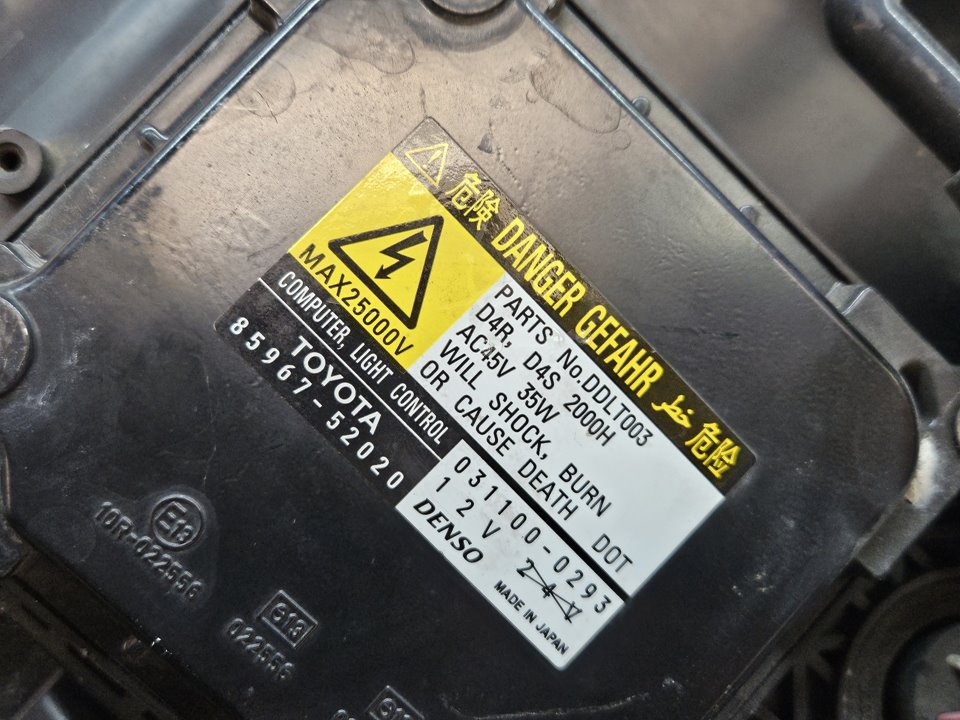 危険 DANGER GEFAHR خطر 危险
MAX25000V
PARTS No.DDLT003
D4R, D4S 2000H
AC45V 35W
WILL SHOCK, BURN
OR CAUSE DEATH DOT
COMPUTER, LIGHT CONTROL
TOYOTA
85967-52020
031100-0293
12V 24V
DENSO
MADE IN JAPAN
E13
10R-022556
e13
022556